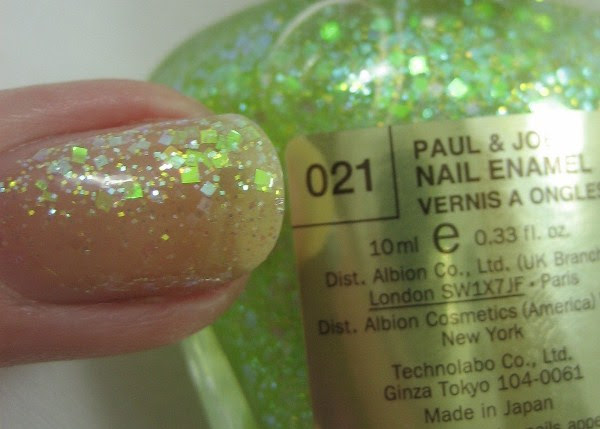 021
PAUL & JO
NAIL ENAMEL
VERNIS A ONGLES
10ml e 0.33 fl. oz.
Dist. Albion Co., Ltd. (UK Branch
London SW1X7JF • Paris
Dist. Albion Cosmetics (America)
New York
Technolabo Co., Ltd.
Ginza Tokyo 104-0061
Made in Japan